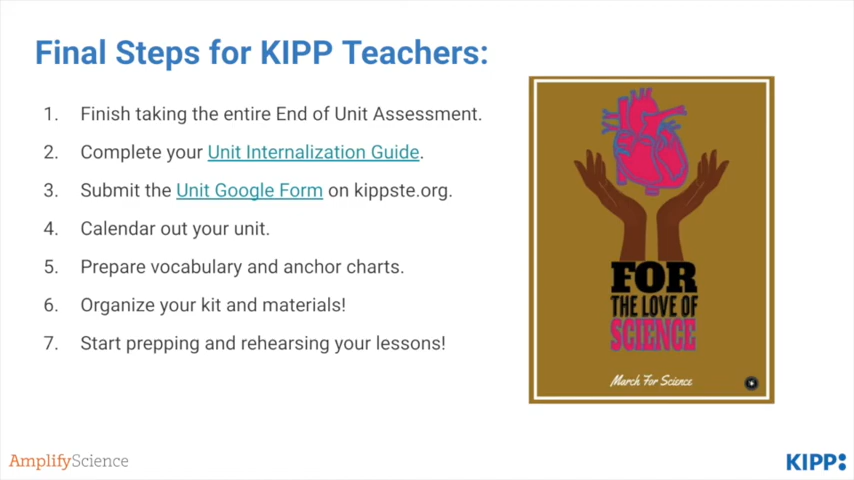 Final Steps for KIPP Teachers:
1. Finish taking the entire End of Unit Assessment.
2. Complete your Unit Internalization Guide.
3. Submit the Unit Google Form on kippste.org.
4. Calendar out your unit.
5. Prepare vocabulary and anchor charts.
6. Organize your kit and materials!
7. Start prepping and rehearsing your lessons!
FOR
THE LOVE OF
SCIENCE
March For Science
AmplifyScience
KIPP: